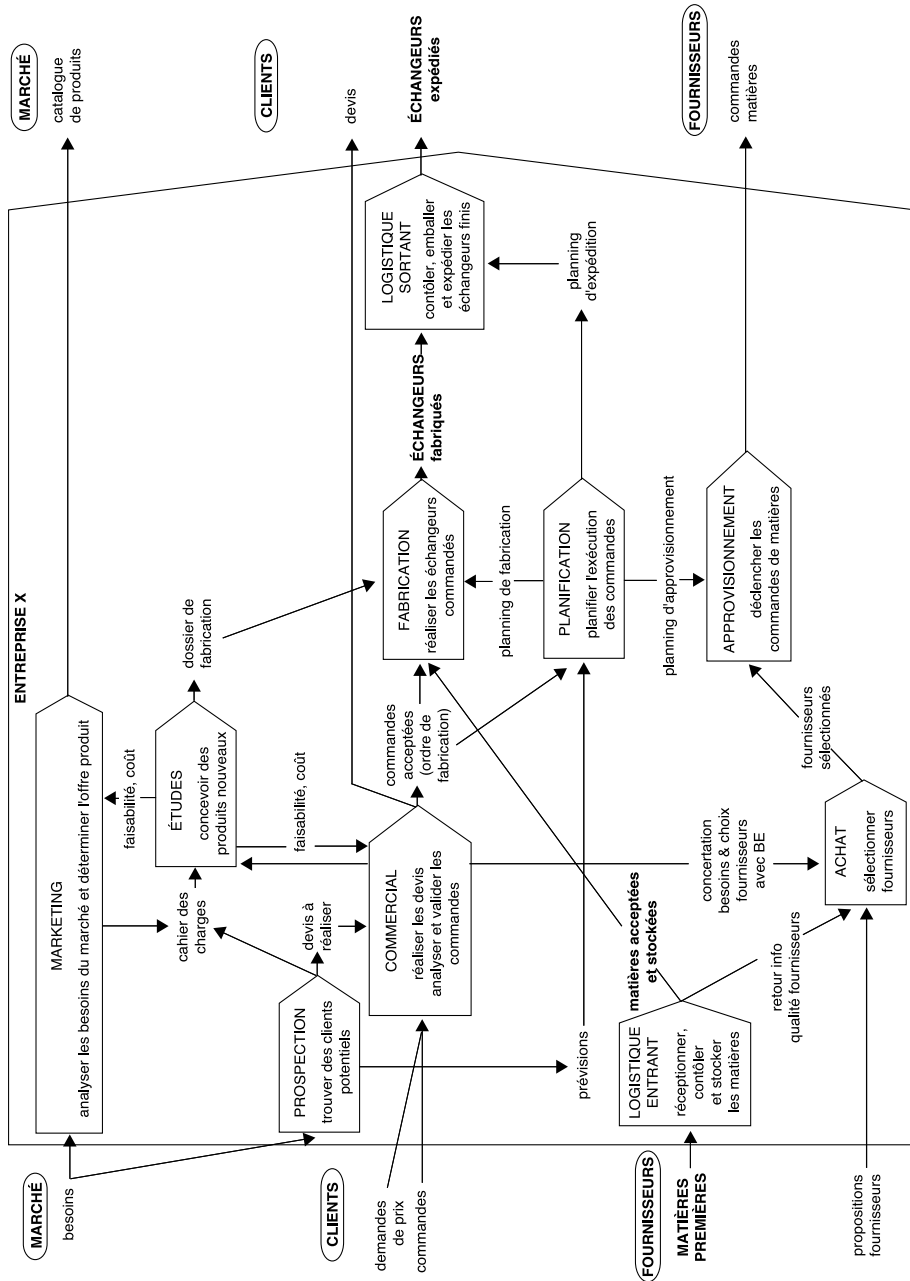 ENTREPRISE X
MARCHÉ
besoins
MARKETING
analyser les besoins du marché et déterminer l'offre produit
MARCHÉ
catalogue
de produits
faisabilité, coût
cahier des
charges
ÉTUDES
concevoir des
produits nouveaux
dossier de
fabrication
faisabilité, coût
PROSPECTION
trouver des clients
potentiels
devis à
réaliser
CLIENTS
demandes
de prix
commandes
COMMERCIAL
réaliser les devis
analyser et valider les
commandes
commandes
acceptées
(ordre de
fabrication)
FABRICATION
réaliser les échangeurs
commandés
ÉCHANGEURS
fabriqués
LOGISTIQUE
SORTANT
contôler, emballer
et expédier les
échangeurs finis
CLIENTS
devis
ÉCHANGEURS
expédiés
planning de fabrication
prévisions
PLANIFICATION
planifier l'exécution
des commandes
planning
d'expédition
planning d'approvisionnement
FOURNISSEURS
MATIÈRES
PREMIÈRES
LOGISTIQUE
ENTRANT
réceptionner,
contôler
et stocker
les matières
matières acceptées
et stockées
concertation
besoins & choix
fournisseurs
avec BE
retour info
qualité fournisseurs
APPROVISIONNEMENT
déclencher les
commandes de matières
FOURNISSEURS
commandes
matières
fournisseurs
sélectionnés
propositions
fournisseurs
ACHAT
sélectionner
fournisseurs